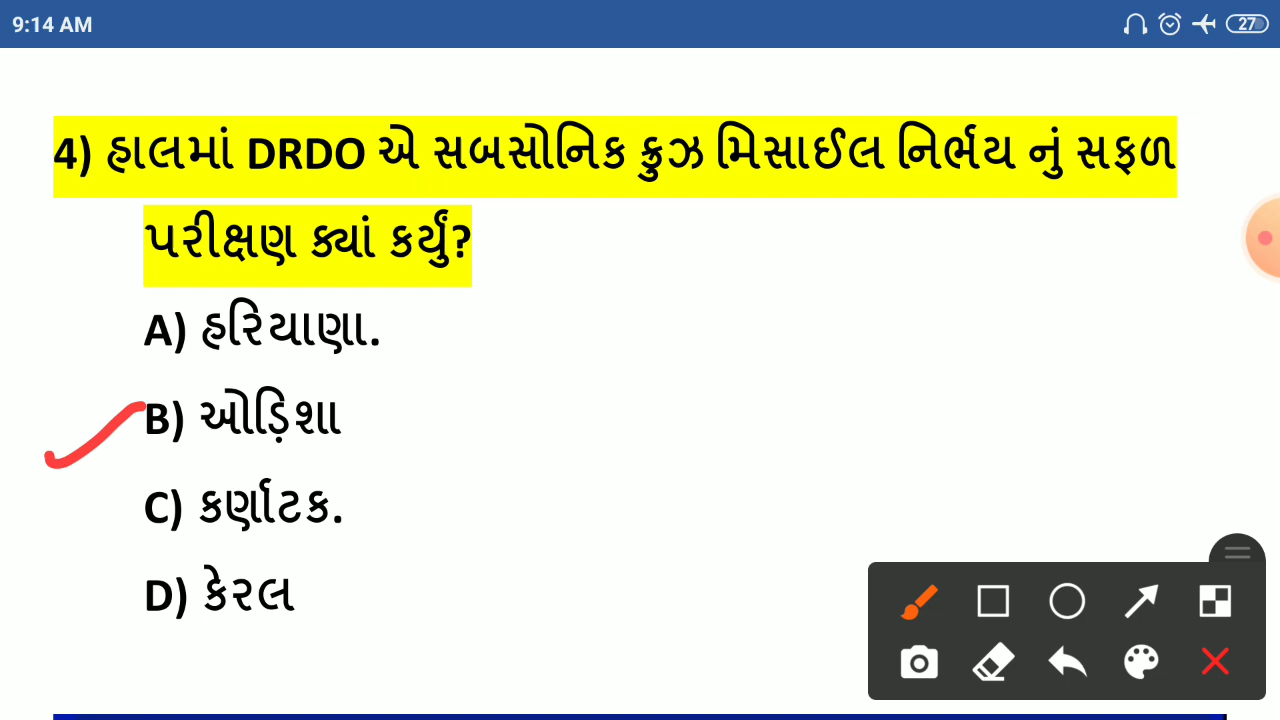 9:14 AM
27
4) હાલમાં DRDO એ સબસોનિક ક્રુઝ મિસાઈલ નિર્ભય નું સફળ
પરીક્ષણ ક્યાં કર્યું?
A) હરિયાણા.
B) ઓડ઼િશા
C) કર્ણાટક.
D) કેરલ